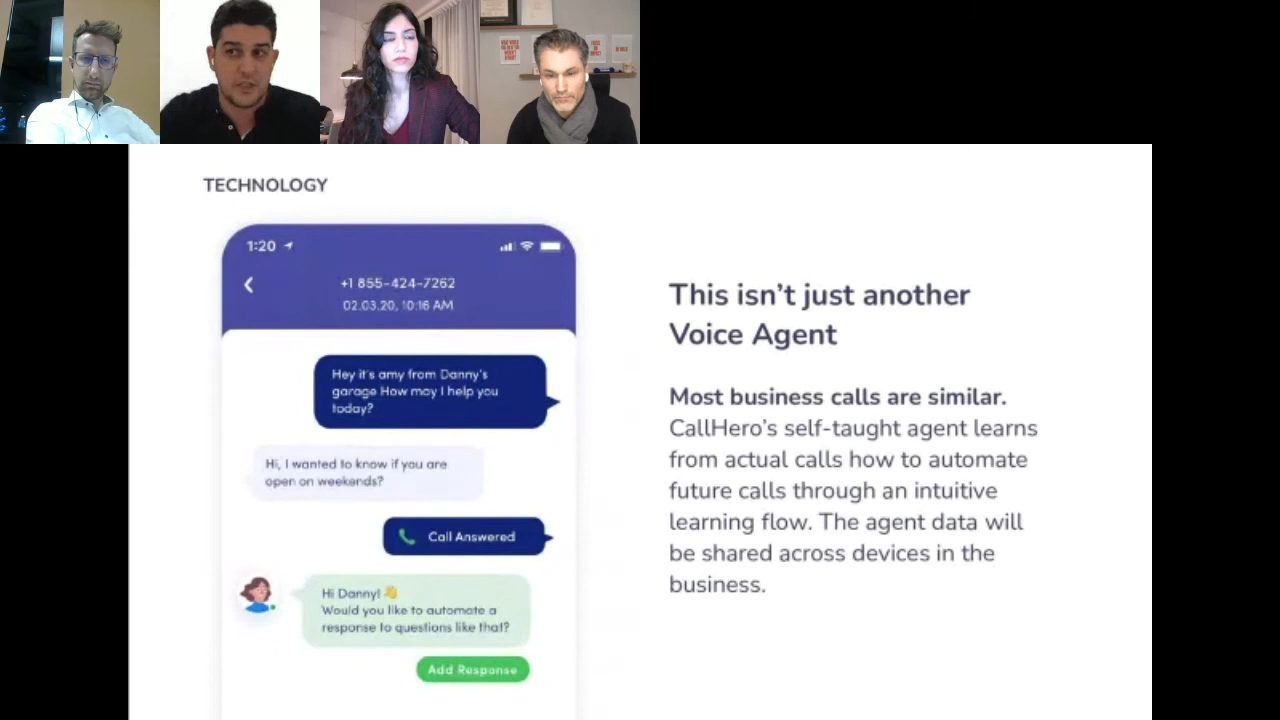 TECHNOLOGY
1:20
+1 855-424-7262
02.03.20, 10:16 AM
Hey it's amy from Danny's
garage How may I help you
today?
Hi, I wanted to know if you are
open on weekends?
Call Answered
Hi Danny! 👋
Would you like to automate a
response to questions like that?
Add Response
This isn't just another
Voice Agent
Most business calls are similar.
CallHero's self-taught agent learns
from actual calls how to automate
future calls through an intuitive
learning flow. The agent data will
be shared across devices in the
business.